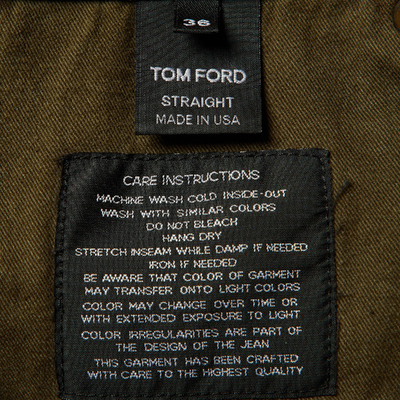 36
TOM FORD
STRAIGHT
MADE IN USA
CARE INSTRUCTIONS
MACHINE WASH COLD INSIDE-OUT
WASH WITH SIMILAR COLORS
DO NOT BLEACH
HANG DRY
STRETCH INSEAM WHILE DAMP IF NEEDED
IRON IF NEEDED
BE AWARE THAT COLOR OF GARMENT
MAY TRANSFER ONTO LIGHT COLORS
COLOR MAY CHANGE OVER TIME OR
WITH EXTENDED EXPOSURE TO LIGHT
COLOR IRREGULARITIES ARE PART OF
THE DESIGN OF THE JEAN
THIS GARMENT HAS BEEN CRAFTED
WITH CARE TO THE HIGHEST QUALITY